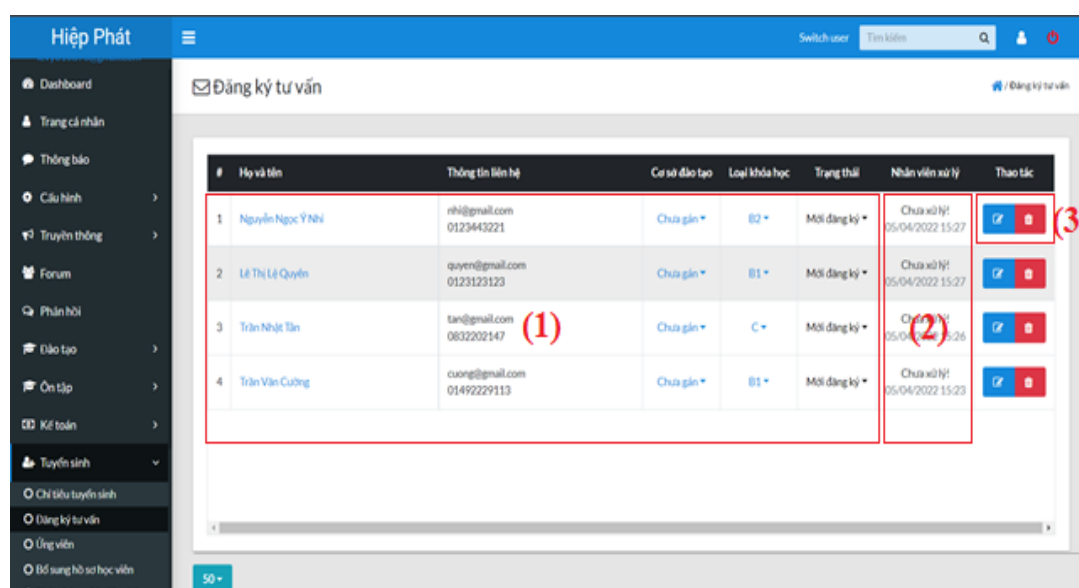 Hiệp Phát
Switch user
Tìm kiếm
Dashboard
Đăng ký tư vấn
/ Đăng ký tư vấn
Trang cá nhân
Thông báo
Cấu hình
Truyền thông
Forum
Phản hồi
Đào tạo
Ôn tập
Kế toán
Tuyển sinh
Chỉ tiêu tuyển sinh
Đăng ký tư vấn
Ứng viên
Bổ sung hồ sơ học viên
# Họ và tên Thông tin liên hệ Cơ sở đào tạo Loại khóa học Trạng thái Nhân viên xử lý Thao tác
1 Nguyễn Ngọc Ý Nhi nhi@gmail.com Chưa gán B2 Mới đăng ký Chưa xử lý!
0123443221 05/04/2022 15:27
(3
2 Lê Thị Lệ Quyên quyen@gmail.com Chưa gán B1 Mới đăng ký Chưa xử lý!
0123123123 05/04/2022 15:27
3 Trần Nhật Tân tan@gmail.com Chưa gán C Mới đăng ký Chưa xử lý!
0832202147 05/04/2022 15:26
(1)
(2)
4 Trần Văn Cường cuong@gmail.com Chưa gán B1 Mới đăng ký Chưa xử lý!
01492229113 05/04/2022 15:23
50